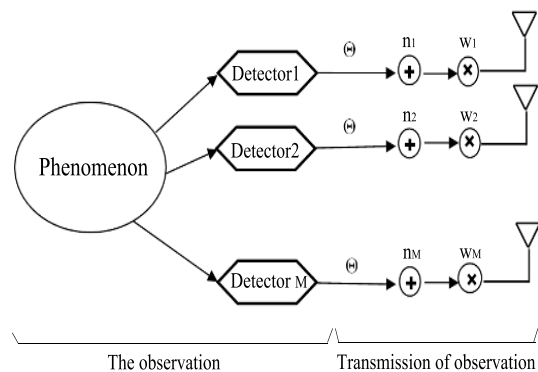 Θ n1 w1
Detector1
Θ n2 w2
Phenomenon
Detector2
Θ nM wM
Detector M
The observation
Transmission of observation